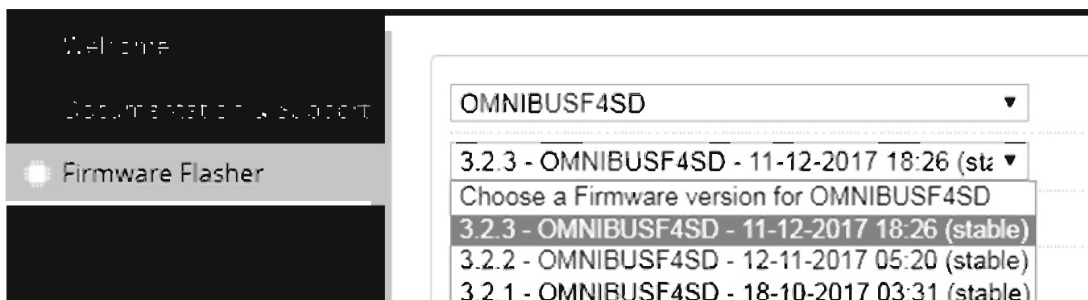 Welcome
Documentation & Support
Firmware Flasher
OMNIBUSF4SD
3.2.3 - OMNIBUSF4SD - 11-12-2017 18:26 (sta
Choose a Firmware version for OMNIBUSF4SD
3.2.3 - OMNIBUSF4SD - 11-12-2017 18:26 (stable)
3.2.2 - OMNIBUSF4SD - 12-11-2017 05:20 (stable)
3.2.1 - OMNIBUSF4SD - 18-10-2017 03:31 (stable)